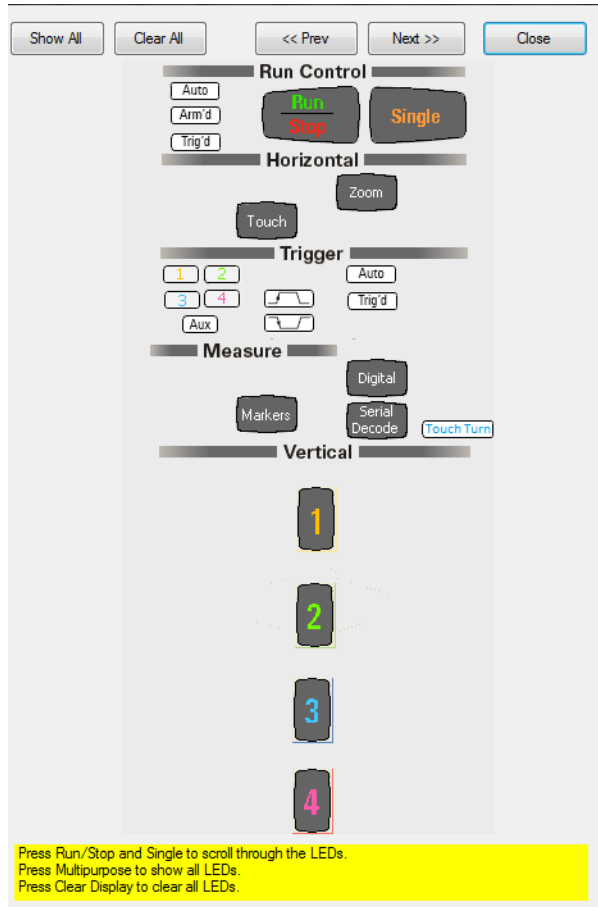 Show All Clear All << Prev Next >> Close
Run Control
Auto
Arm'd
Trig'd
Run
Stop
Single
Horizontal
Zoom
Touch
Trigger
1 2
3 4
Aux
Auto
Trig'd
Measure
Digital
Markers
Serial
Decode
Touch Turn
Vertical
1
2
3
4
Press Run/Stop and Single to scroll through the LEDs.
Press Multipurpose to show all LEDs.
Press Clear Display to clear all LEDs.